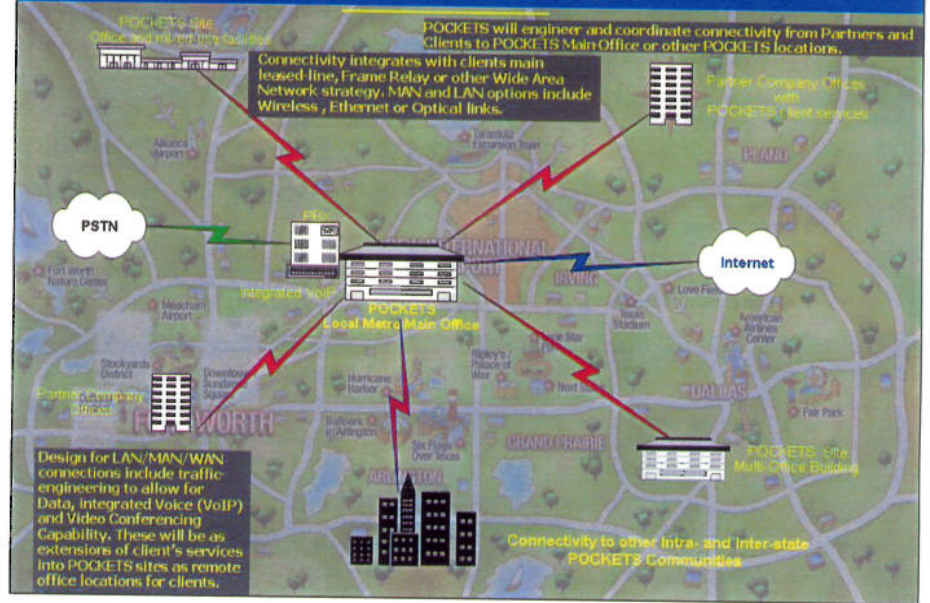 POCKETS Site
Office and mixed use facilities
POCKETS will engineer and coordinate connectivity from Partners and
Clients to POCKETS Main Office or other POCKETS locations.
Connectivity integrates with clients main
leased-line, Frame Relay or other Wide Area
Network strategy. MAN and LAN options include
Wireless , Ethernet or Optical links.
Partner Company Offices
with
POCKETS client services
Alliance
Airport
Tarantula
Excursion Train
PLANO
PSTN
PBX
VoIP
INTERNATIONAL
Internet
Fort Worth
Nature Center
Integrated VoIP
IRVING
Love Field
POCKETS
Local Metro Main Office
Meacham
Airport
Texas
Stadium
American
Airlines
Center
Stockyards
District
Lone Star
Ripley's /
Palace of
Wax
Partner Company
Offices
Downtown
Sundance
Square
Hurricane
Harbor
DALLAS
Fair Park
WORTH
Ballpark
in Arlington
Six Flags
Over Texas
GRAND PRAIRIE
POCKETS Site
Multi-Office Building
ARLINGTON
Design for LAN/MAN/WAN
connections include traffic
engineering to allow for
Data, integrated Voice (VoIP)
and Video Conferencing
Capability. These will be as
extensions of client's services
into POCKETS sites as remote
office locations for clients.
Connectivity to other Intra- and Inter-state
POCKETS Communities